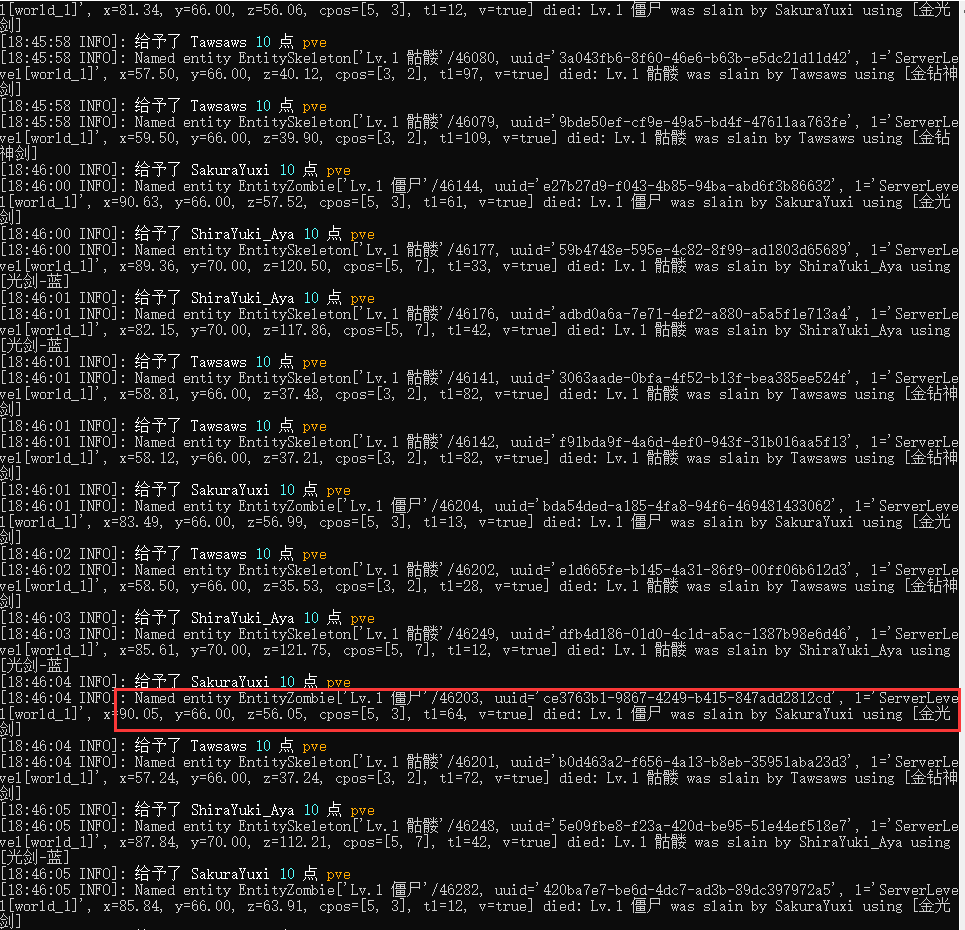 l[world_1]', x=81.34, y=66.00, z=56.06, cpos=[5, 3], tl=12, v=true] died: Lv.1 僵尸 was slain by SakuraYuxi using [金光
剑]
[18:45:58 INFO]: 给予了 Tawsaws 10 点 pve
[18:45:58 INFO]: Named entity EntitySkeleton['Lv.1 骷髅'/46080, uuid='3a043fb6-8f60-46e6-b63b-e5dc21d11d42', l='ServerLe
vel[world_1]', x=57.50, y=66.00, z=40.12, cpos=[3, 2], tl=97, v=true] died: Lv.1 骷髅 was slain by Tawsaws using [金钻神
剑]
[18:45:58 INFO]: 给予了 Tawsaws 10 点 pve
[18:45:58 INFO]: Named entity EntitySkeleton['Lv.1 骷髅'/46079, uuid='9bde50ef-cf9e-49a5-bd4f-47611aa763fe', l='ServerLe
vel[world_1]', x=59.50, y=66.00, z=39.90, cpos=[3, 2], tl=109, v=true] died: Lv.1 骷髅 was slain by Tawsaws using [金钻
神剑]
[18:46:00 INFO]: 给予了 SakuraYuxi 10 点 pve
[18:46:00 INFO]: Named entity EntityZombie['Lv.1 僵尸'/46144, uuid='e27b27d9-f043-4b85-94ba-abd6f3b86632', l='ServerLeve
l[world_1]', x=90.63, y=66.00, z=57.52, cpos=[5, 3], tl=61, v=true] died: Lv.1 僵尸 was slain by SakuraYuxi using [金光
剑]
[18:46:00 INFO]: 给予了 ShiraYuki_Aya 10 点 pve
[18:46:00 INFO]: Named entity EntitySkeleton['Lv.1 骷髅'/46177, uuid='59b4748e-595e-4c82-8f99-ad1803d65689', l='ServerLe
vel[world_1]', x=89.36, y=70.00, z=120.50, cpos=[5, 7], tl=33, v=true] died: Lv.1 骷髅 was slain by ShiraYuki_Aya using
[光剑-蓝]
[18:46:01 INFO]: 给予了 ShiraYuki_Aya 10 点 pve
[18:46:01 INFO]: Named entity EntitySkeleton['Lv.1 骷髅'/46176, uuid='adbd0a6a-7e71-4ef2-a880-a5a5f1e713a4', l='ServerLe
vel[world_1]', x=82.15, y=70.00, z=117.86, cpos=[5, 7], tl=42, v=true] died: Lv.1 骷髅 was slain by ShiraYuki_Aya using
[光剑-蓝]
[18:46:01 INFO]: 给予了 Tawsaws 10 点 pve
[18:46:01 INFO]: Named entity EntitySkeleton['Lv.1 骷髅'/46141, uuid='3063aade-0bfa-4f52-b13f-bea385ee524f', l='ServerLe
vel[world_1]', x=58.81, y=66.00, z=37.48, cpos=[3, 2], tl=82, v=true] died: Lv.1 骷髅 was slain by Tawsaws using [金钻神
剑]
[18:46:01 INFO]: 给予了 Tawsaws 10 点 pve
[18:46:01 INFO]: Named entity EntitySkeleton['Lv.1 骷髅'/46142, uuid='f91bda9f-4a6d-4ef0-943f-31b016aa5f13', l='ServerLe
vel[world_1]', x=58.12, y=66.00, z=37.21, cpos=[3, 2], tl=82, v=true] died: Lv.1 骷髅 was slain by Tawsaws using [金钻神
剑]
[18:46:01 INFO]: 给予了 SakuraYuxi 10 点 pve
[18:46:01 INFO]: Named entity EntityZombie['Lv.1 僵尸'/46204, uuid='bda54ded-a185-4fa8-94f6-469481433062', l='ServerLeve
l[world_1]', x=83.49, y=66.00, z=56.99, cpos=[5, 3], tl=13, v=true] died: Lv.1 僵尸 was slain by SakuraYuxi using [金光
剑]
[18:46:02 INFO]: 给予了 Tawsaws 10 点 pve
[18:46:02 INFO]: Named entity EntitySkeleton['Lv.1 骷髅'/46202, uuid='e1d665fe-b145-4a31-86f9-00ff06b612d3', l='ServerLe
vel[world_1]', x=58.50, y=66.00, z=35.53, cpos=[3, 2], tl=28, v=true] died: Lv.1 骷髅 was slain by Tawsaws using [金钻神
剑]
[18:46:03 INFO]: 给予了 ShiraYuki_Aya 10 点 pve
[18:46:03 INFO]: Named entity EntitySkeleton['Lv.1 骷髅'/46249, uuid='dfb4d186-01d0-4c1d-a5ac-1387b98e6d46', l='ServerLe
vel[world_1]', x=85.61, y=70.00, z=121.75, cpos=[5, 7], tl=12, v=true] died: Lv.1 骷髅 was slain by ShiraYuki_Aya using
[光剑-蓝]
[18:46:04 INFO]: 给予了 SakuraYuxi 10 点 pve
[18:46:04 INFO]: Named entity EntityZombie['Lv.1 僵尸'/46203, uuid='ce3763b1-9867-4249-b415-847add2812cd', l='ServerLeve
l[world_1]', x=90.05, y=66.00, z=56.05, cpos=[5, 3], tl=64, v=true] died: Lv.1 僵尸 was slain by SakuraYuxi using [金光
剑]
[18:46:04 INFO]: 给予了 Tawsaws 10 点 pve
[18:46:04 INFO]: Named entity EntitySkeleton['Lv.1 骷髅'/46201, uuid='b0d463a2-f656-4a13-b8eb-35951aba23d3', l='ServerLe
vel[world_1]', x=57.24, y=66.00, z=37.24, cpos=[3, 2], tl=72, v=true] died: Lv.1 骷髅 was slain by Tawsaws using [金钻神
剑]
[18:46:05 INFO]: 给予了 ShiraYuki_Aya 10 点 pve
[18:46:05 INFO]: Named entity EntitySkeleton['Lv.1 骷髅'/46248, uuid='5e09fbe8-f23a-420d-be95-51e44ef518e7', l='ServerLe
vel[world_1]', x=87.84, y=70.00, z=112.21, cpos=[5, 7], tl=42, v=true] died: Lv.1 骷髅 was slain by ShiraYuki_Aya using
[光剑-蓝]
[18:46:05 INFO]: 给予了 SakuraYuxi 10 点 pve
[18:46:05 INFO]: Named entity EntityZombie['Lv.1 僵尸'/46282, uuid='420ba7e7-be6d-4dc7-ad3b-89dc397972a5', l='ServerLeve
l[world_1]', x=85.84, y=66.00, z=63.91, cpos=[5, 3], tl=12, v=true] died: Lv.1 僵尸 was slain by SakuraYuxi using [金光
剑]